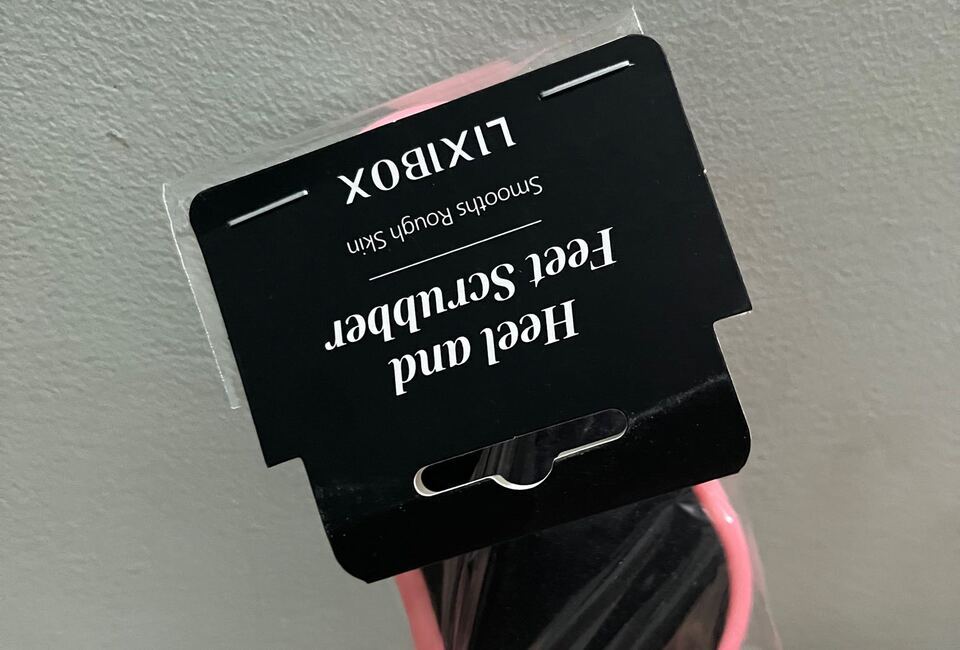 Heel and
Feet Scrubber
Smooths Rough Skin
LIXIBOX